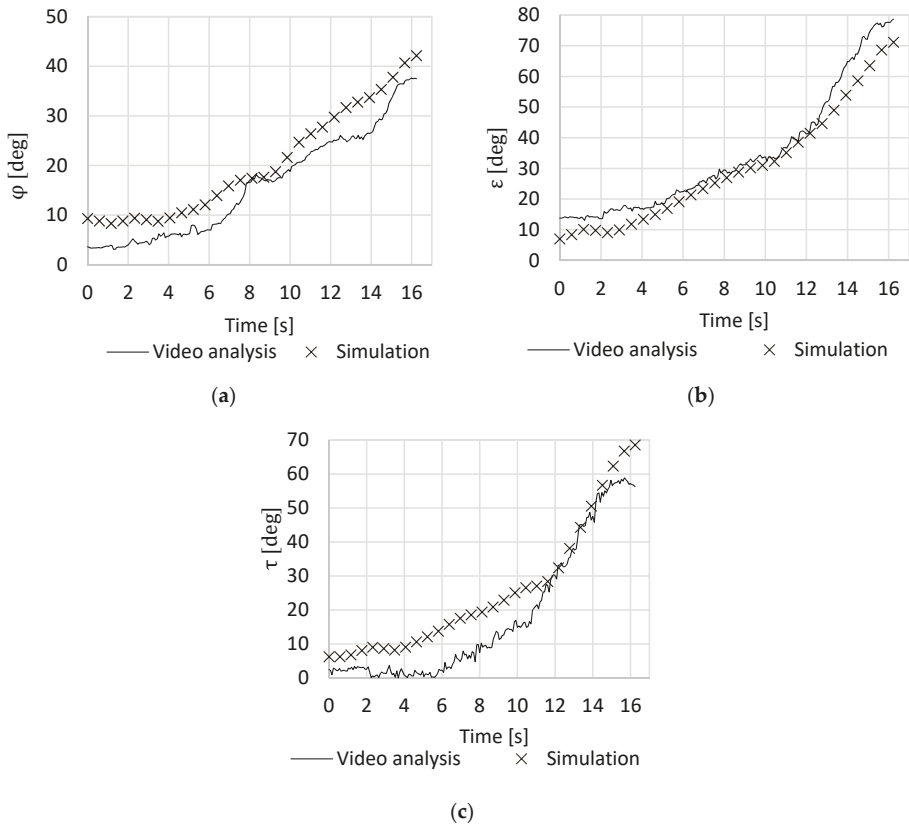 50
40
30
20
10
0
φ [deg]
0 2 4 6 8 10 12 14 16
Time [s]
Video analysis × Simulation
(a)
80
70
60
50
40
30
20
10
0
ε [deg]
0 2 4 6 8 10 12 14 16
Time [s]
Video analysis × Simulation
(b)
70
60
50
40
30
20
10
0
τ [deg]
0 2 4 6 8 10 12 14 16
Time [s]
Video analysis × Simulation
(c)